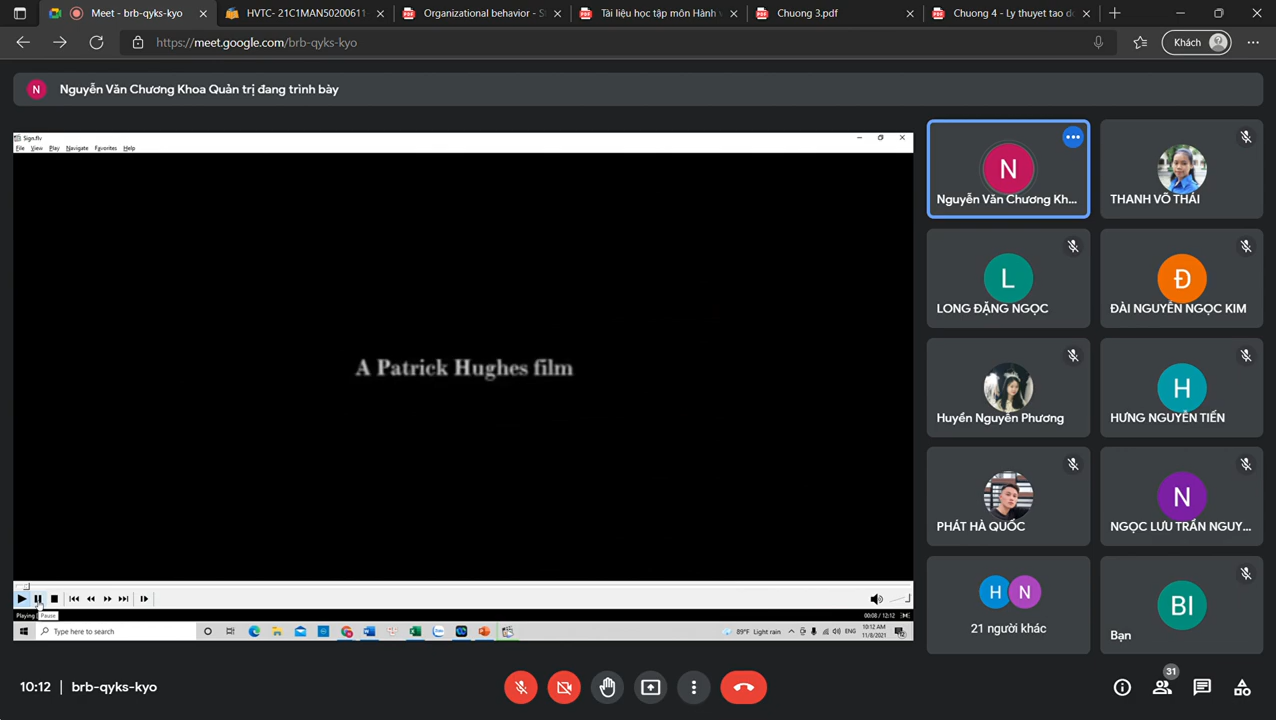 Meet - brb-qyks-kyo
HVTC- 21C1MAN50200611
Organizational behavior - S
Tài liệu học tập môn Hành v
Chuong 3.pdf
Chuong 4 - Ly thuyet tao đ
https://meet.google.com/brb-qyks-kyo
Khách
N
Nguyễn Văn Chương Khoa Quản trị đang trình bày
Sign.flv
File View Play Navigate Favorites Help
A Patrick Hughes film
Playing
Pause
00:08 / 12:12
Type here to search
89°F Light rain
ENG
10:12 AM
11/8/2021
N
Nguyễn Văn Chương Kh...
THANH VÕ THÁI
L
LONG ĐẶNG NGỌC
Đ
ĐÀI NGUYỄN NGỌC KIM
Huyền Nguyễn Phương
H
HƯNG NGUYỄN TIẾN
PHÁT HÀ QUỐC
N
NGỌC LƯU TRẦN NGUY...
H N
21 người khác
BI
Bạn
10:12 | brb-qyks-kyo
31